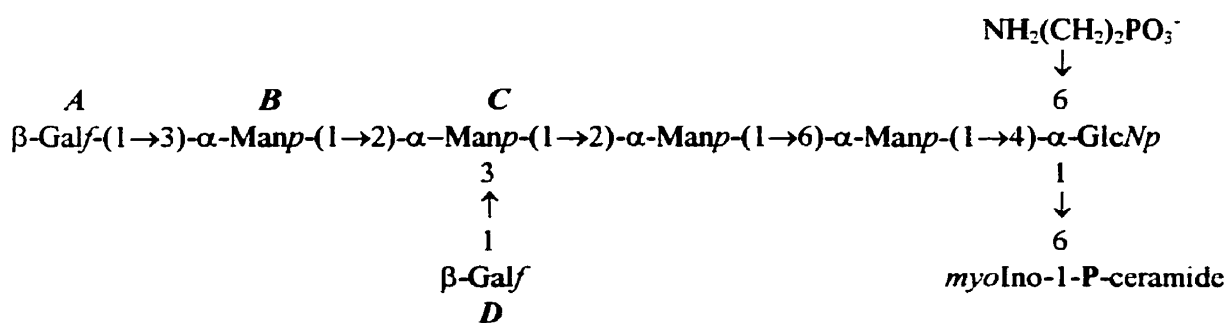 NH₂(CH₂)₂PO₃⁻
↓
A B C 6
β-Galf-(1→3)-α-Manp-(1→2)-α-Manp-(1→2)-α-Manp-(1→6)-α-Manp-(1→4)-α-GlcNp
3 1
↑ ↓
1 6
β-Galf myoIno-1-P-ceramide
D